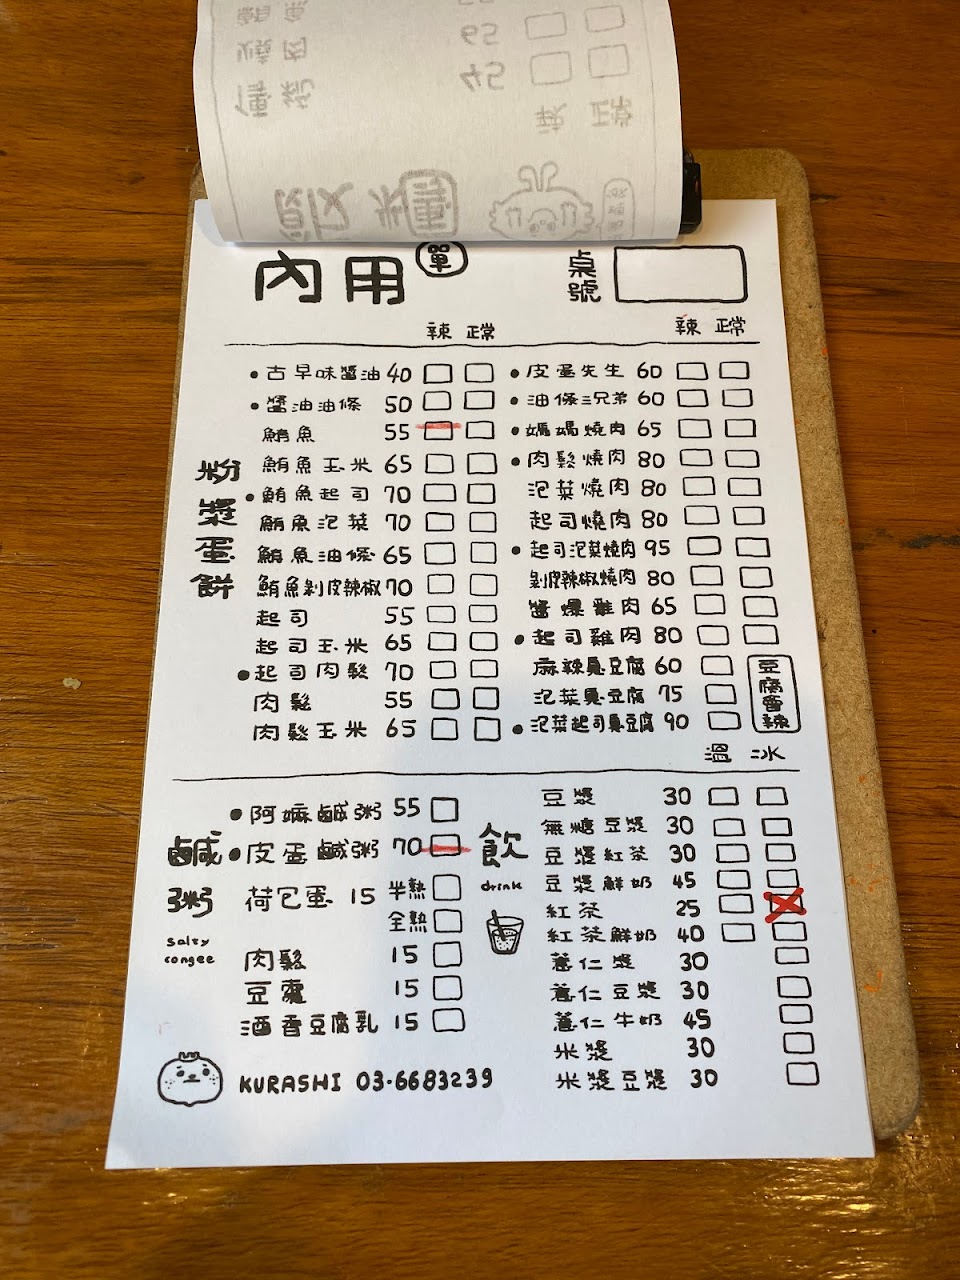 內用單
桌號
辣 正常
辣 正常
粉漿蛋餅
•古早味醬油 40
•醬油油條 50
鮪魚 55
鮪魚玉米 65
•鮪魚起司 70
鮪魚泡菜 70
鮪魚油條 65
鮪魚剝皮辣椒 70
起司 55
起司玉米 65
•起司肉鬆 70
肉鬆 55
肉鬆玉米 65
•皮蛋先生 60
•油條三兄弟 60
•媽媽燒肉 65
•肉鬆燒肉 80
泡菜燒肉 80
起司燒肉 80
•起司泡菜燒肉 95
剝皮辣椒燒肉 80
醬爆雞肉 65
•起司雞肉 80
麻辣臭豆腐 60
泡菜臭豆腐 75
•泡菜起司臭豆腐 90
豆腐會辣
鹹粥
salty
congee
•阿嫲鹹粥 55
•皮蛋鹹粥 70
荷包蛋 15 半熟
全熟
肉鬆 15
豆棗 15
酒香豆腐乳 15
飲
drink
溫 冰
豆漿 30
無糖豆漿 30
豆漿紅茶 30
豆漿鮮奶 45
紅茶 25
紅茶鮮奶 40
薏仁漿 30
薏仁豆漿 30
薏仁牛奶 45
米漿 30
米漿豆漿 30
KURASHI 03-6683239